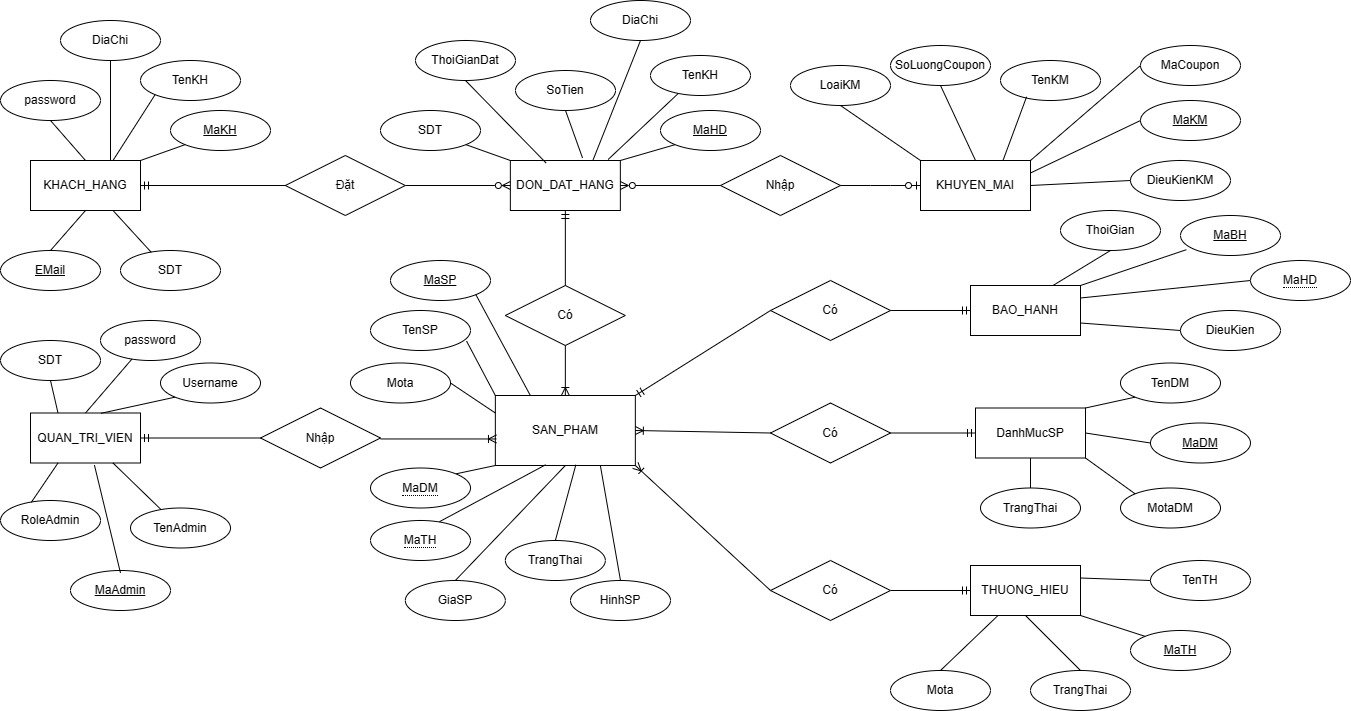 DiaChi
password
TenKH
MaKH
KHACH_HANG
EMail
SDT
Đặt
DiaChi
ThoiGianDat
SoTien
TenKH
SDT
MaHD
DON_DAT_HANG
Nhập
SoLuongCoupon
LoaiKM
TenKM
MaCoupon
MaKM
DieuKienKM
KHUYEN_MAI
Có
MaSP
TenSP
Mota
SAN_PHAM
MaDM
MaTH
GiaSP
TrangThai
HinhSP
Có
ThoiGian
MaBH
MaHD
DieuKien
BAO_HANH
SDT
password
Username
QUAN_TRI_VIEN
RoleAdmin
MaAdmin
TenAdmin
Nhập
Có
TenDM
DanhMucSP
MaDM
TrangThai
MotaDM
Có
THUONG_HIEU
TenTH
MaTH
Mota
TrangThai